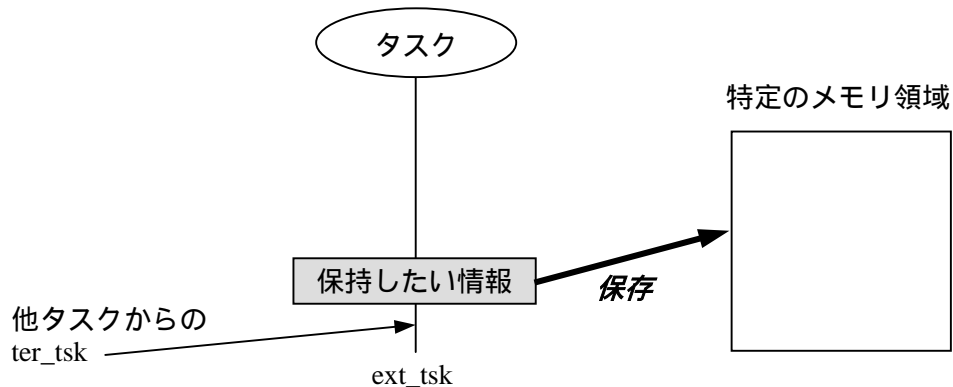 タスク
特定のメモリ領域
保持したい情報
保存
他タスクからの
ter_tsk
ext_tsk